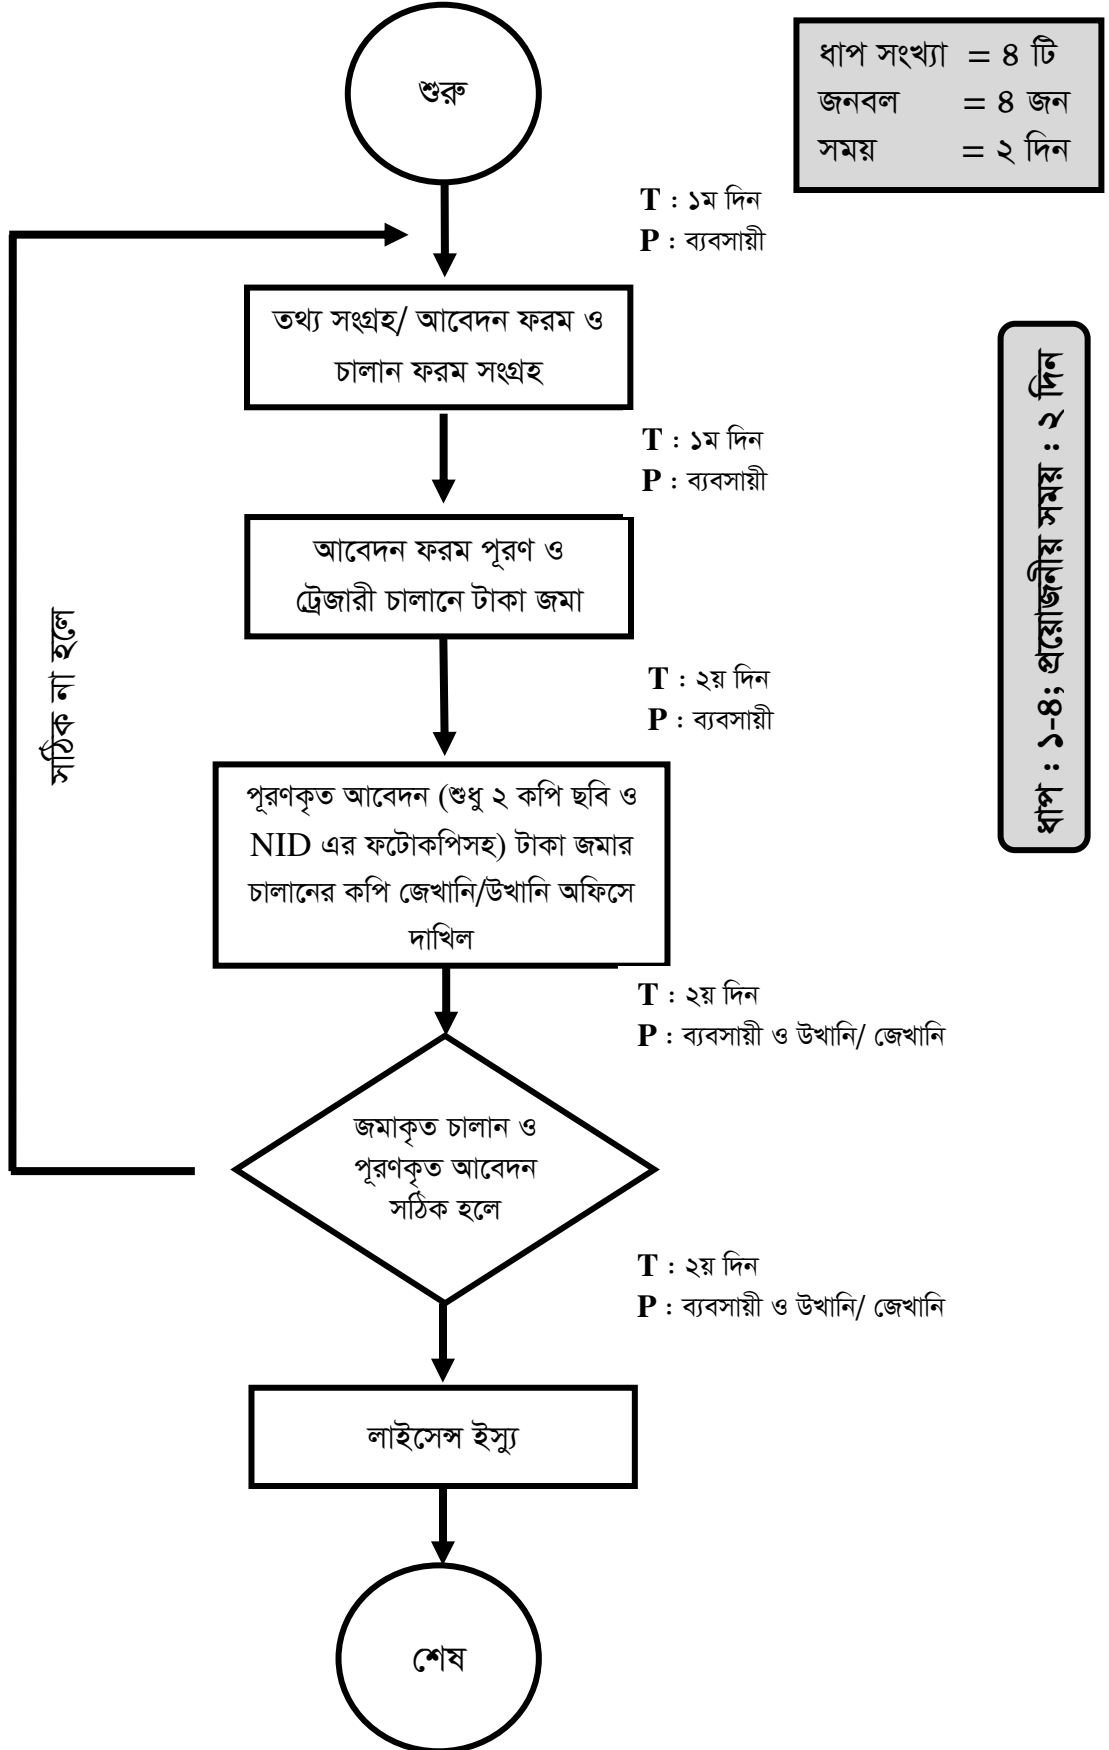 শুরু
ধাপ সংখ্যা = ৪ টি
জনবল = ৪ জন
সময় = ২ দিন
T : ১ম দিন
P : ব্যবসায়ী
তথ্য সংগ্রহ/ আবেদন ফরম ও
চালান ফরম সংগ্রহ
T : ১ম দিন
P : ব্যবসায়ী
আবেদন ফরম পূরণ ও
ট্রেজারী চালানে টাকা জমা
T : ২য় দিন
P : ব্যবসায়ী
পূরণকৃত আবেদন (শুধু ২ কপি ছবি ও
NID এর ফটোকপিসহ) টাকা জমার
চালানের কপি জেখানি/উখানি অফিসে
দাখিল
T : ২য় দিন
P : ব্যবসায়ী ও উখানি/ জেখানি
জমাকৃত চালান ও
পূরণকৃত আবেদন
সঠিক হলে
T : ২য় দিন
P : ব্যবসায়ী ও উখানি/ জেখানি
লাইসেন্স ইস্যু
শেষ
সঠিক না হলে
ধাপ : ১-৪; প্রয়োজনীয় সময় : ২ দিন